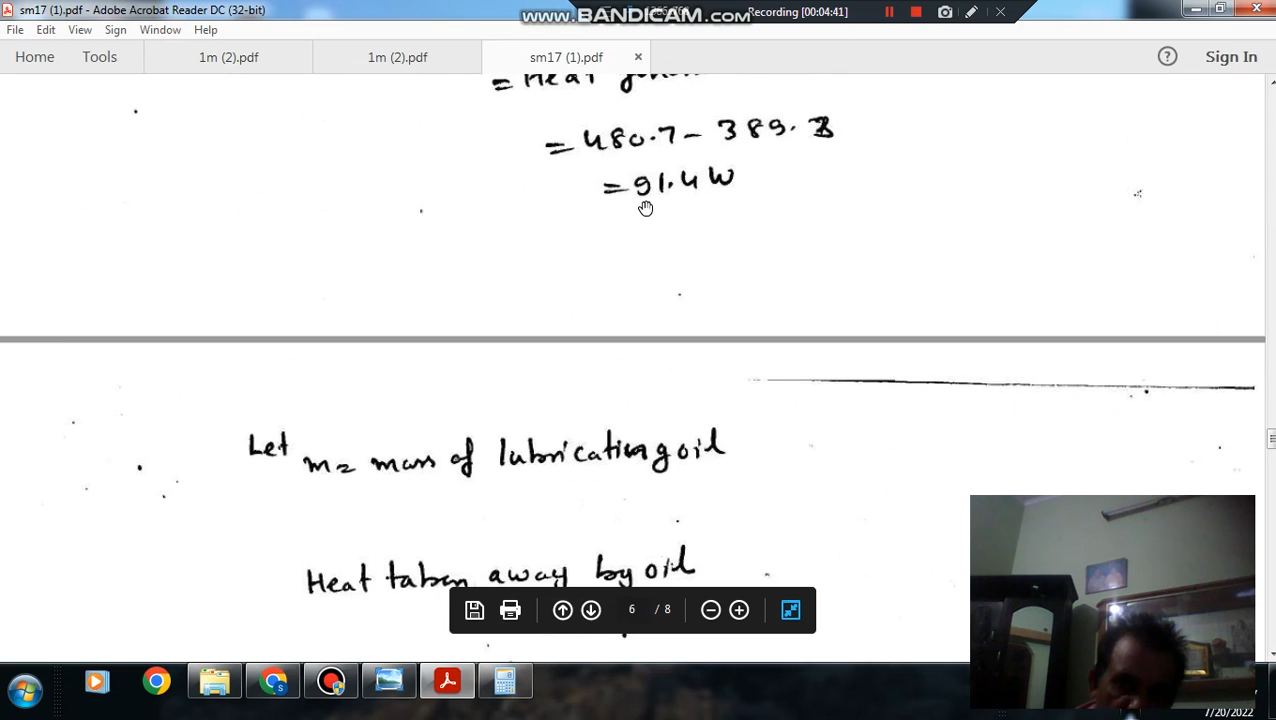 sm17 (1).pdf - Adobe Acrobat Reader DC (32-bit)
www.BANDICAM.com
Recording [00:04:41]
File Edit View Sign Window Help
Home Tools 1m (2).pdf 1m (2).pdf sm17 (1).pdf × Sign In
= Heat
= 480.7 - 389.3
= 91.4 W
Let m = mass of lubricating oil
Heat taken away by oil
6 / 8
7/20/2022